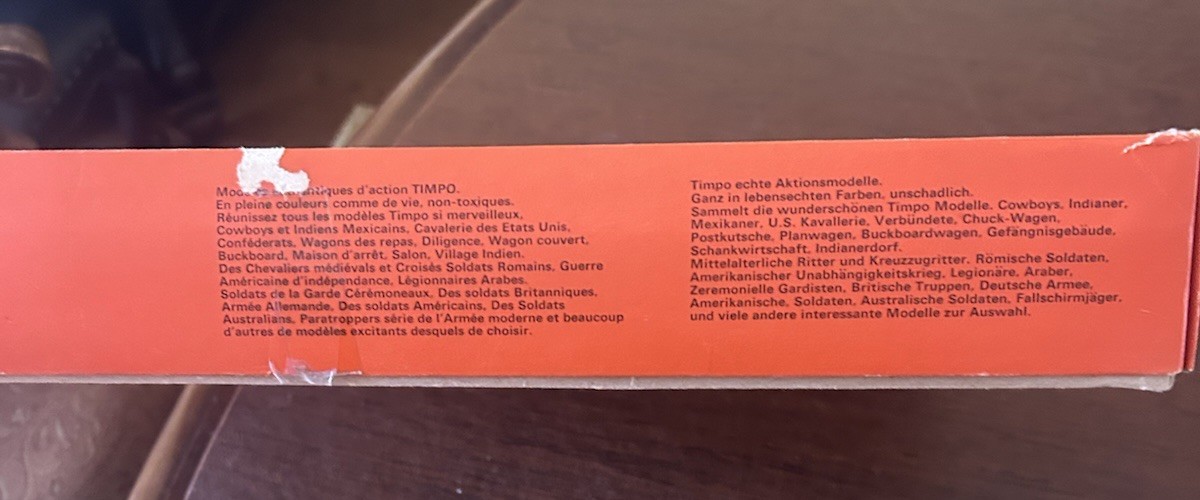 d'action TIMPO.
En pleine couleurs comme de vie, non-toxiques.
Réunissez tous les modèles Timpo si merveilleux,
Cowboys et Indiens Mexicains, Cavalerie des Etats Unis,
Conféderats, Wagons des repas, Diligence, Wagon couvert,
Buckboard, Maison d'arrêt, Salon, Village Indien.
Des Chevaliers médiévals et Croisés Soldats Romains, Guerre
Américaine d'indépendance, Légionnaires Arabes.
Soldats de la Garde Cérémoneaux, Des soldats Britanniques,
Armée Allemande, Des soldats Américains, Des Soldats
Australians, Paratroppers série de l'Armée moderne et beaucoup
d'autres de modèles excitants desquels de choisir.
Timpo echte Aktionsmodelle.
Ganz in lebensechten Farben, unschadlich.
Sammelt die wunderschönen Timpo Modelle. Cowboys, Indianer,
Mexikaner, U.S. Kavallerie, Verbündete, Chuck-Wagen,
Postkutsche, Planwagen, Buckboardwagen, Gefängnisgebäude,
Schankwirtschaft, Indianerdorf.
Mittelalterliche Ritter und Kreuzzugritter. Römische Soldaten,
Amerikanischer Unabhängigkeitskrieg, Legionäre, Araber,
Zeremonielle Gardisten, Britische Truppen, Deutsche Armee,
Amerikanische, Soldaten, Australische Soldaten, Fallschirmjäger,
und viele andere interessante Modelle zur Auswahl.